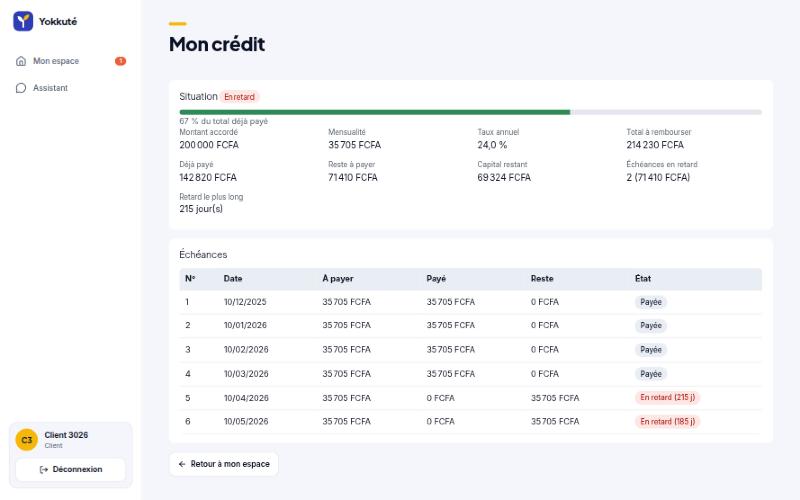 Yokkuté
Mon espace 1
Assistant
Mon crédit
Situation En retard
67 % du total déjà payé
Montant accordé Mensualité Taux annuel Total à rembourser
200 000 FCFA 35 705 FCFA 24,0 % 214 230 FCFA
Déjà payé Reste à payer Capital restant Échéances en retard
142 820 FCFA 71 410 FCFA 69 324 FCFA 2 (71 410 FCFA)
Retard le plus long
215 jour(s)
Échéances
N° Date À payer Payé Reste État
1 10/12/2025 35 705 FCFA 35 705 FCFA 0 FCFA Payée
2 10/01/2026 35 705 FCFA 35 705 FCFA 0 FCFA Payée
3 10/02/2026 35 705 FCFA 35 705 FCFA 0 FCFA Payée
4 10/03/2026 35 705 FCFA 35 705 FCFA 0 FCFA Payée
5 10/04/2026 35 705 FCFA 0 FCFA 35 705 FCFA En retard (215 j)
6 10/05/2026 35 705 FCFA 0 FCFA 35 705 FCFA En retard (185 j)
← Retour à mon espace
C3 Client 3026
Client
Déconnexion